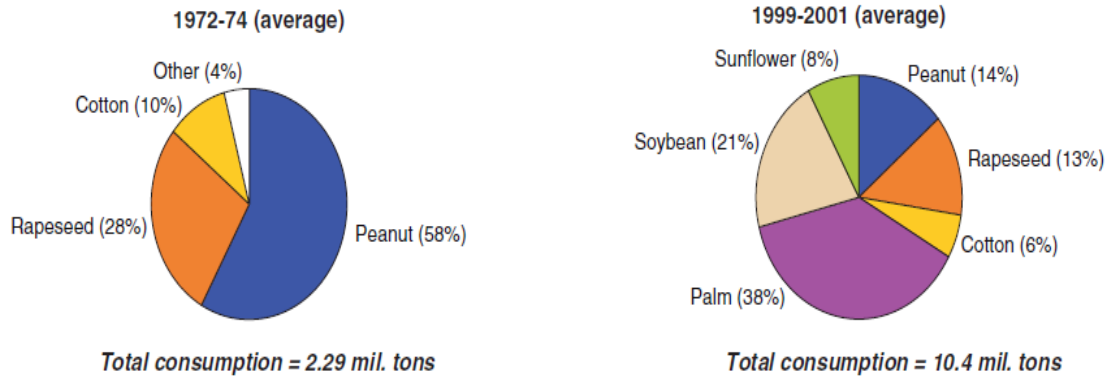 1972-74 (average)
Other (4%)
Cotton (10%)
Rapeseed (28%)
Peanut (58%)
Total consumption = 2.29 mil. tons
1999-2001 (average)
Sunflower (8%)
Peanut (14%)
Soybean (21%)
Rapeseed (13%)
Cotton (6%)
Palm (38%)
Total consumption = 10.4 mil. tons